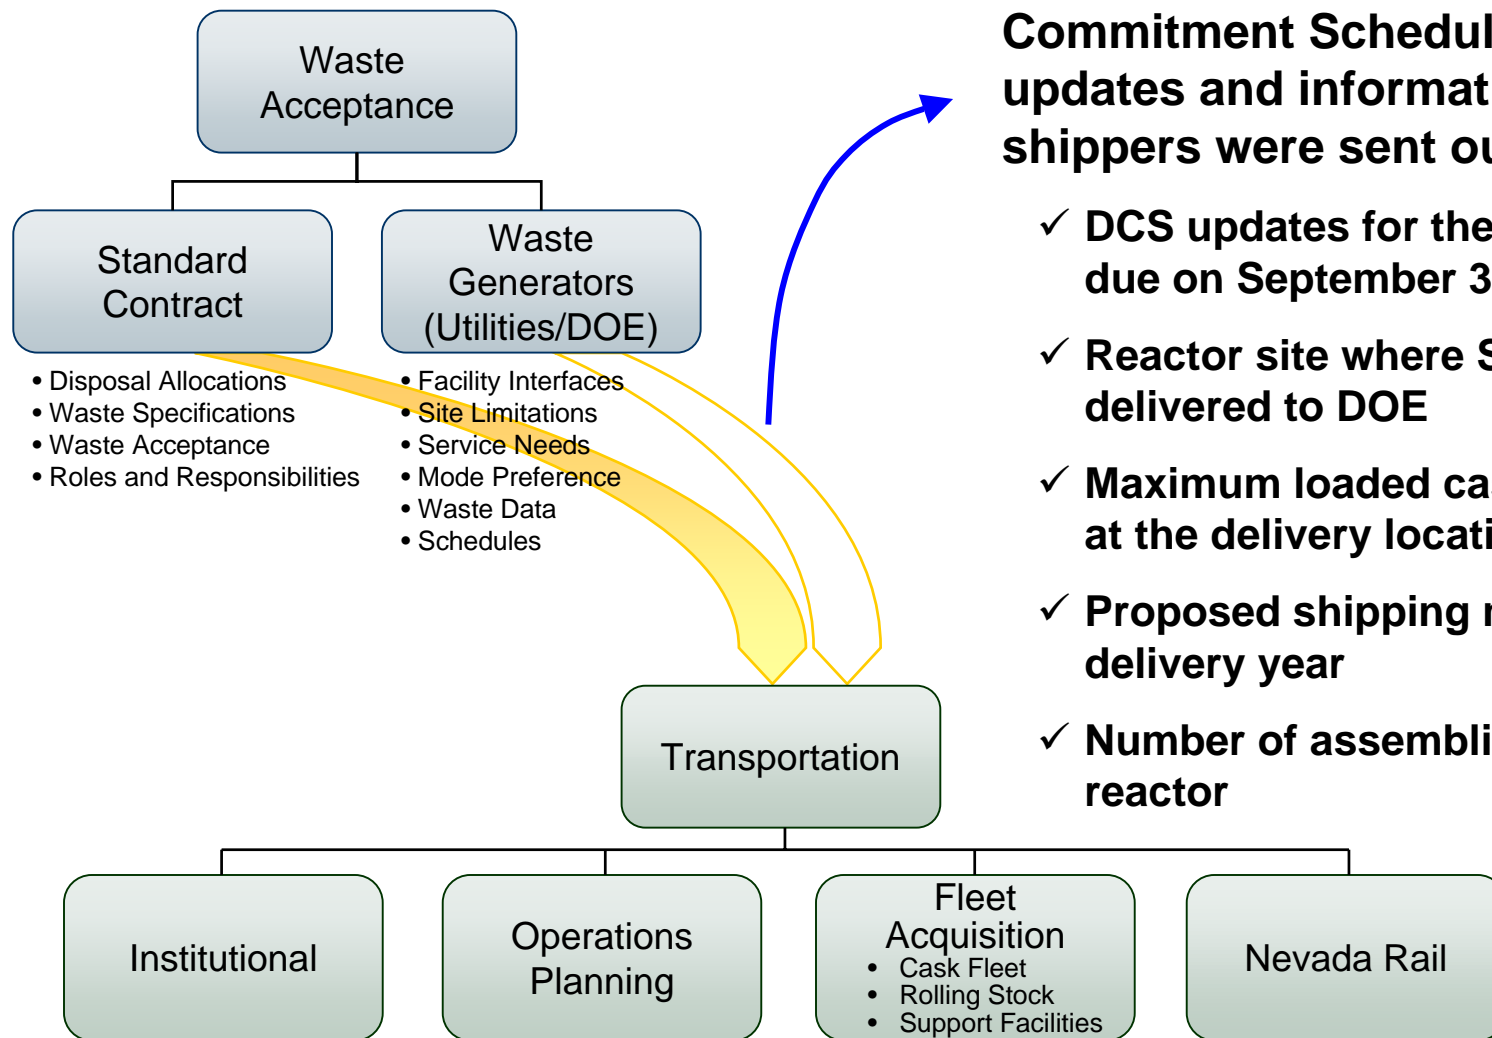 Waste
Acceptance
Standard
Contract
Waste
Generators
(Utilities/DOE)
• Disposal Allocations
• Waste Specifications
• Waste Acceptance
• Roles and Responsibilities
• Facility Interfaces
• Site Limitations
• Service Needs
• Mode Preference
• Waste Data
• Schedules
Commitment Schedul
updates and informat
shippers were sent ou
✓ DCS updates for the
due on September 3
✓ Reactor site where S
delivered to DOE
✓ Maximum loaded ca
at the delivery locati
✓ Proposed shipping
delivery year
✓ Number of assembli
reactor
Transportation
Institutional
Operations
Planning
Fleet
Acquisition
• Cask Fleet
• Rolling Stock
• Support Facilities
Nevada Rail